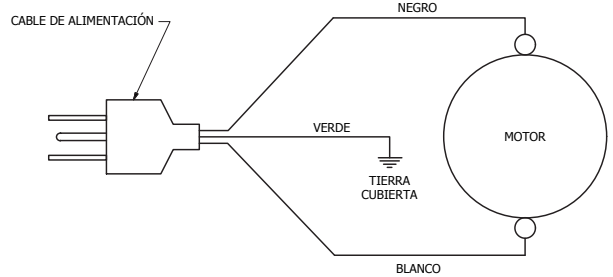 NEGRO
CABLE DE ALIMENTACIÓN
VERDE
MOTOR
TIERRA
CUBIERTA
BLANCO